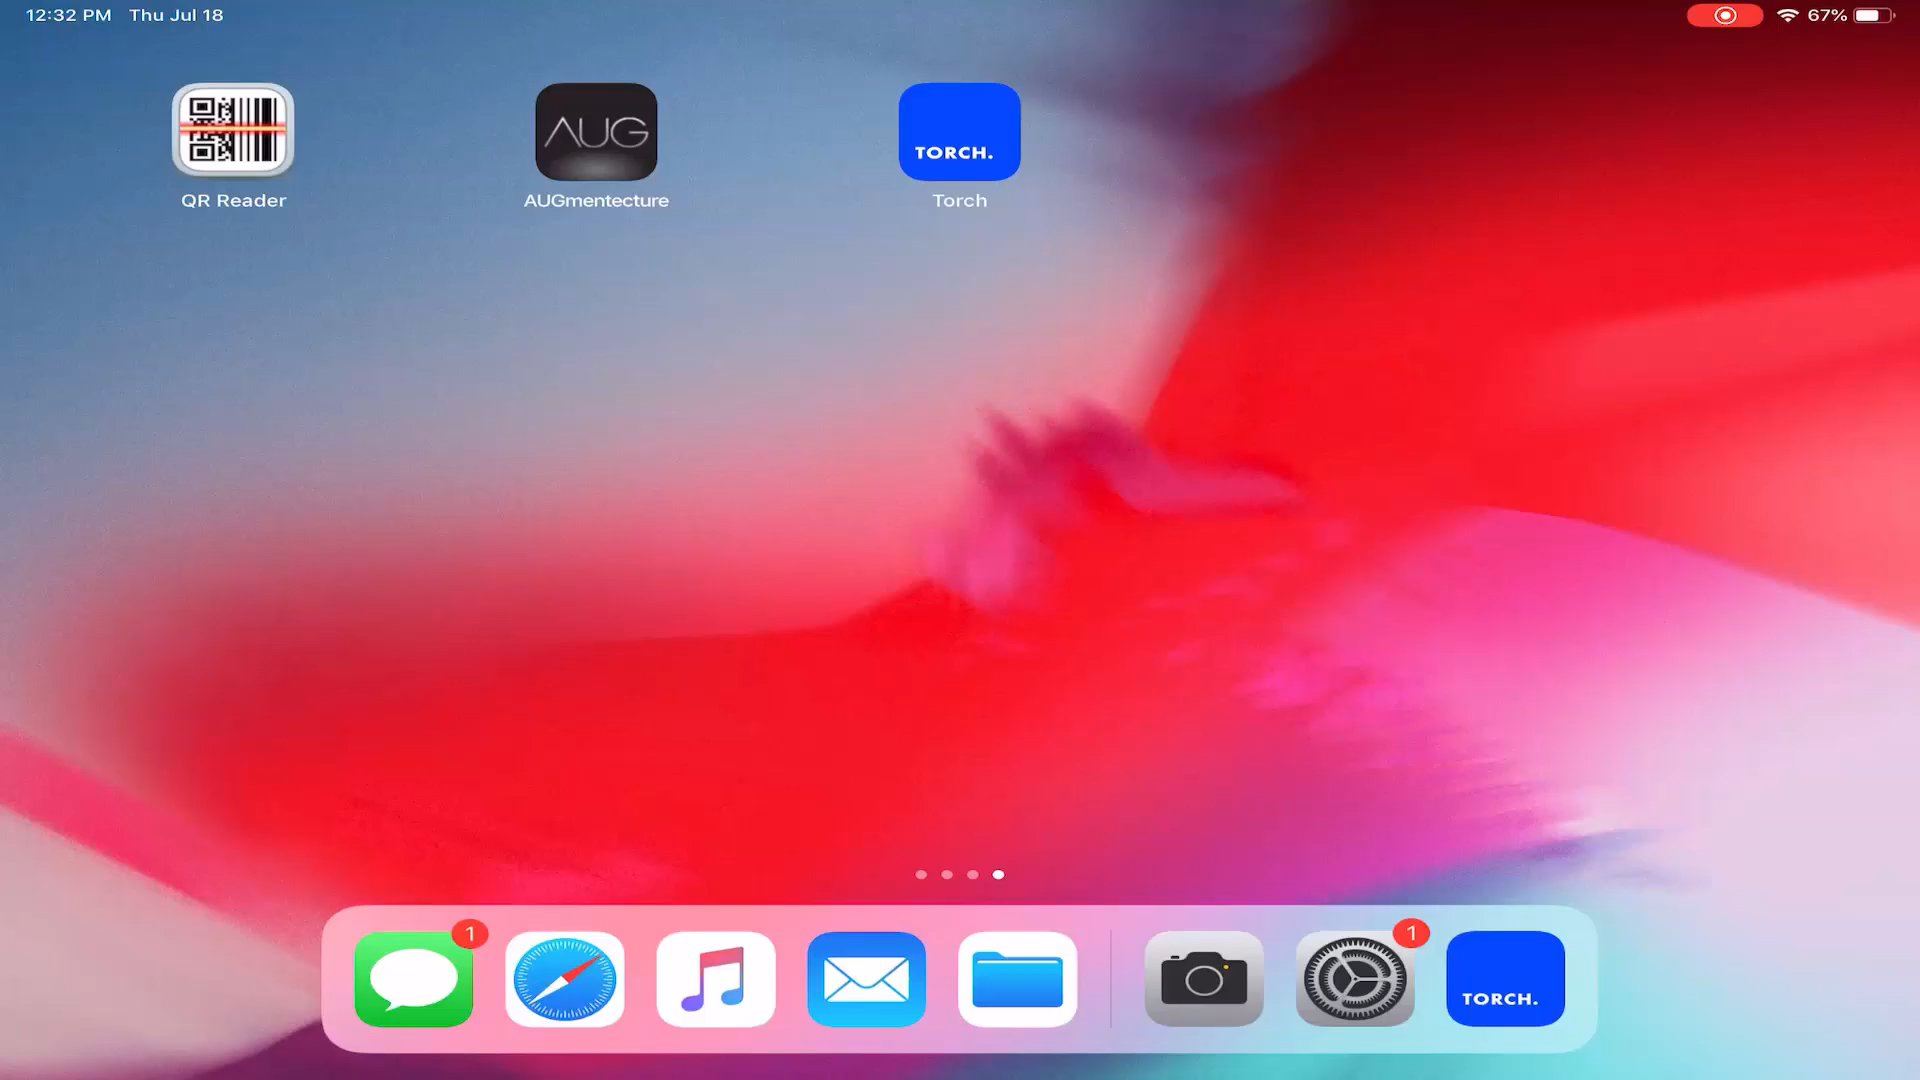 12:32 PM Thu Jul 18
67%
AUG
TORCH.
QR Reader
AUGmentecture
Torch
1
1
TORCH.